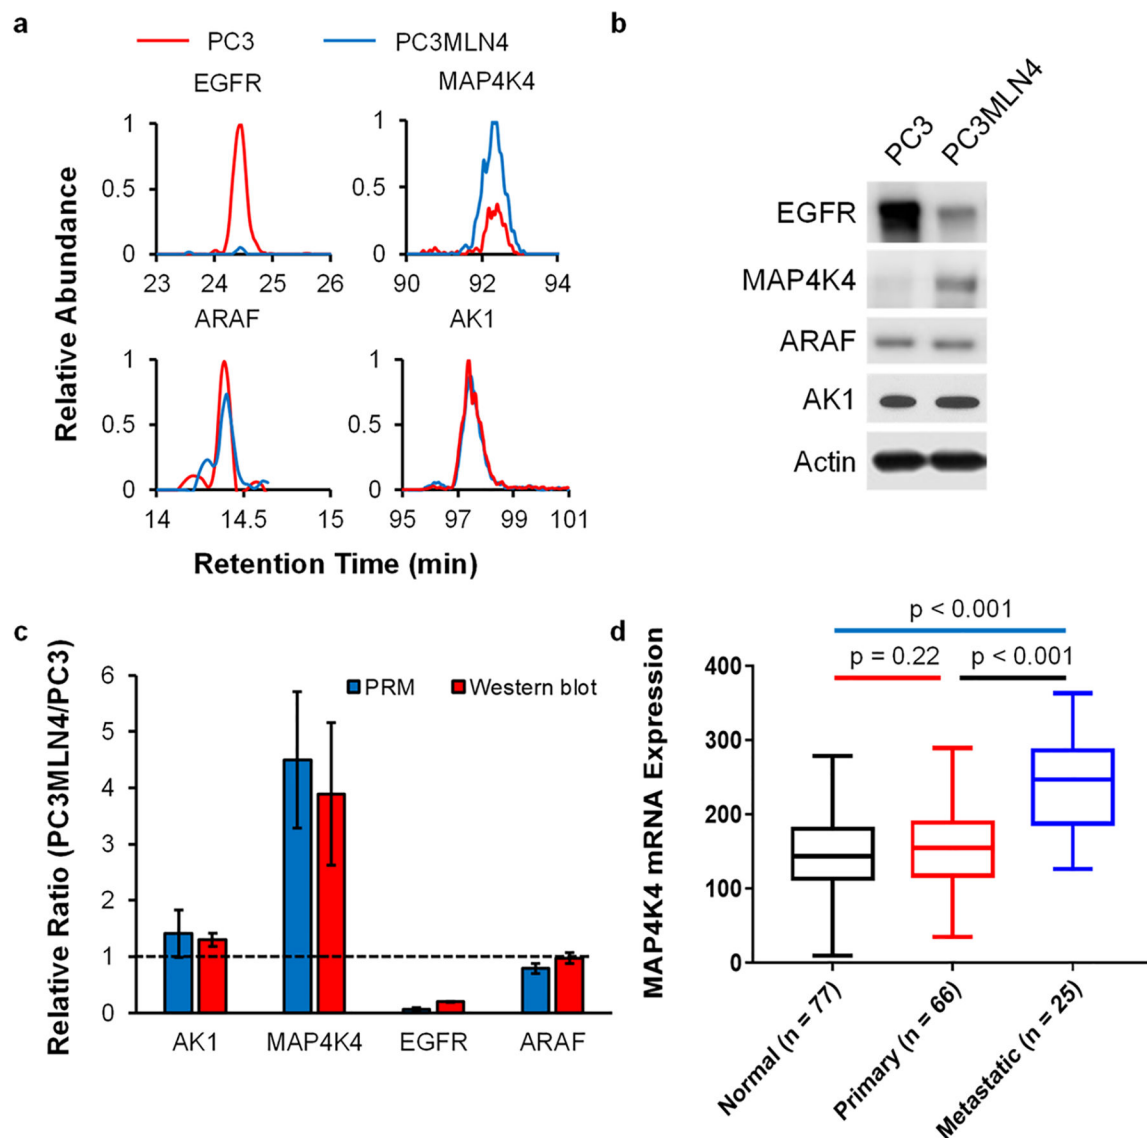 a
PC3
PC3MLN4
EGFR
MAP4K4
Relative Abundance
1
0.5
0
23 24 25 26
1
0.5
0
90 92 94
ARAF
AK1
1
0.5
0
14 14.5 15
1
0.5
0
95 97 99 101
Retention Time (min)
b
PC3
PC3MLN4
EGFR
MAP4K4
ARAF
AK1
Actin
c
Relative Ratio (PC3MLN4/PC3)
6
5
4
3
2
1
0
PRM
Western blot
AK1 MAP4K4 EGFR ARAF
d
p < 0.001
p = 0.22
p < 0.001
MAP4K4 mRNA Expression
400
300
200
100
0
Normal (n = 77)
Primary (n = 66)
Metastatic (n = 25)